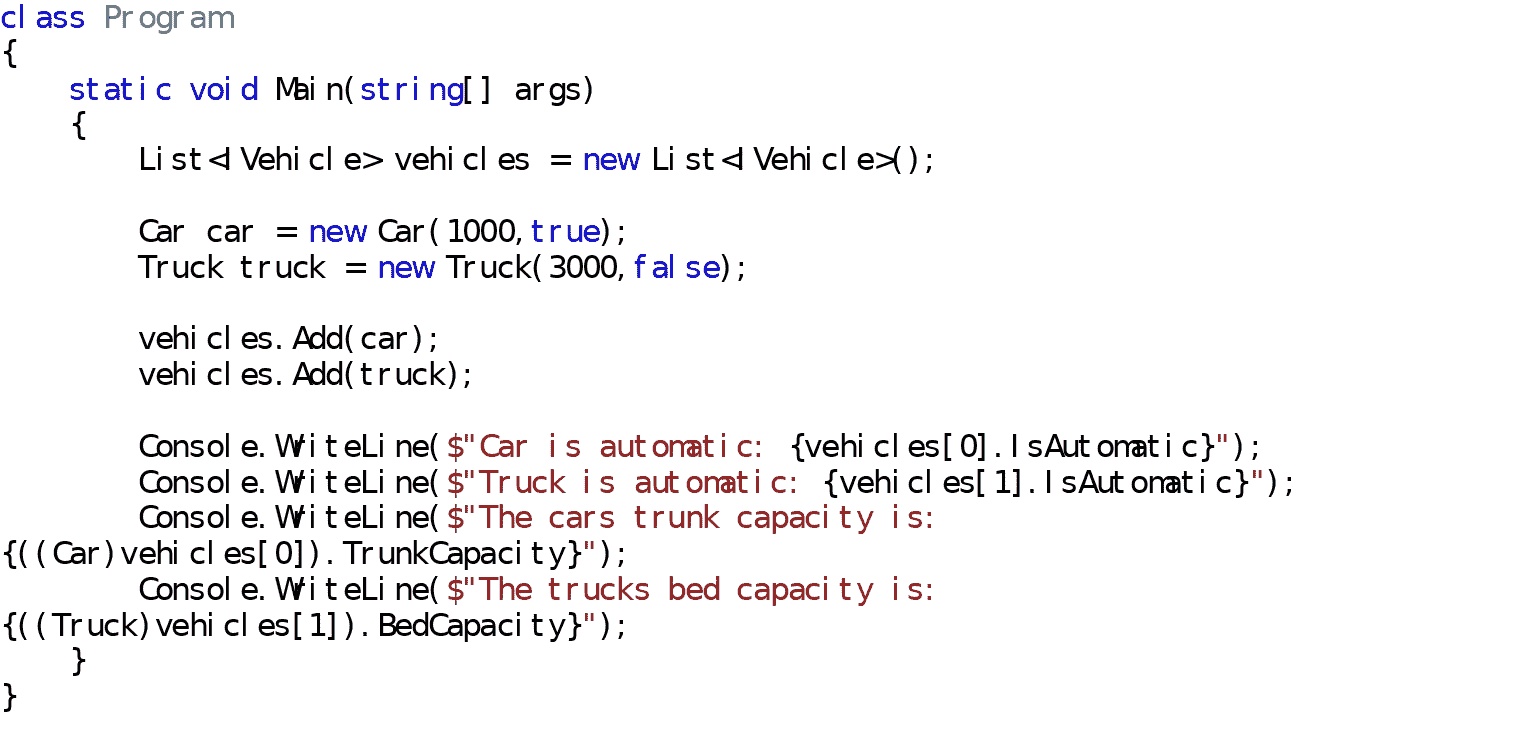 class Program
{
    static void Main(string[] args)
    {
        List<IVehicle> vehicles = new List<IVehicle>();

        Car car = new Car(1000,true);
        Truck truck = new Truck(3000,false);

        vehicles.Add(car);
        vehicles.Add(truck);

        Console.WriteLine($"Car is automatic: {vehicles[0].IsAutomatic}");
        Console.WriteLine($"Truck is automatic: {vehicles[1].IsAutomatic}");
        Console.WriteLine($"The cars trunk capacity is:
{((Car)vehicles[0]).TrunkCapacity}");
        Console.WriteLine($"The trucks bed capacity is:
{((Truck)vehicles[1]).BedCapacity}");
    }
}